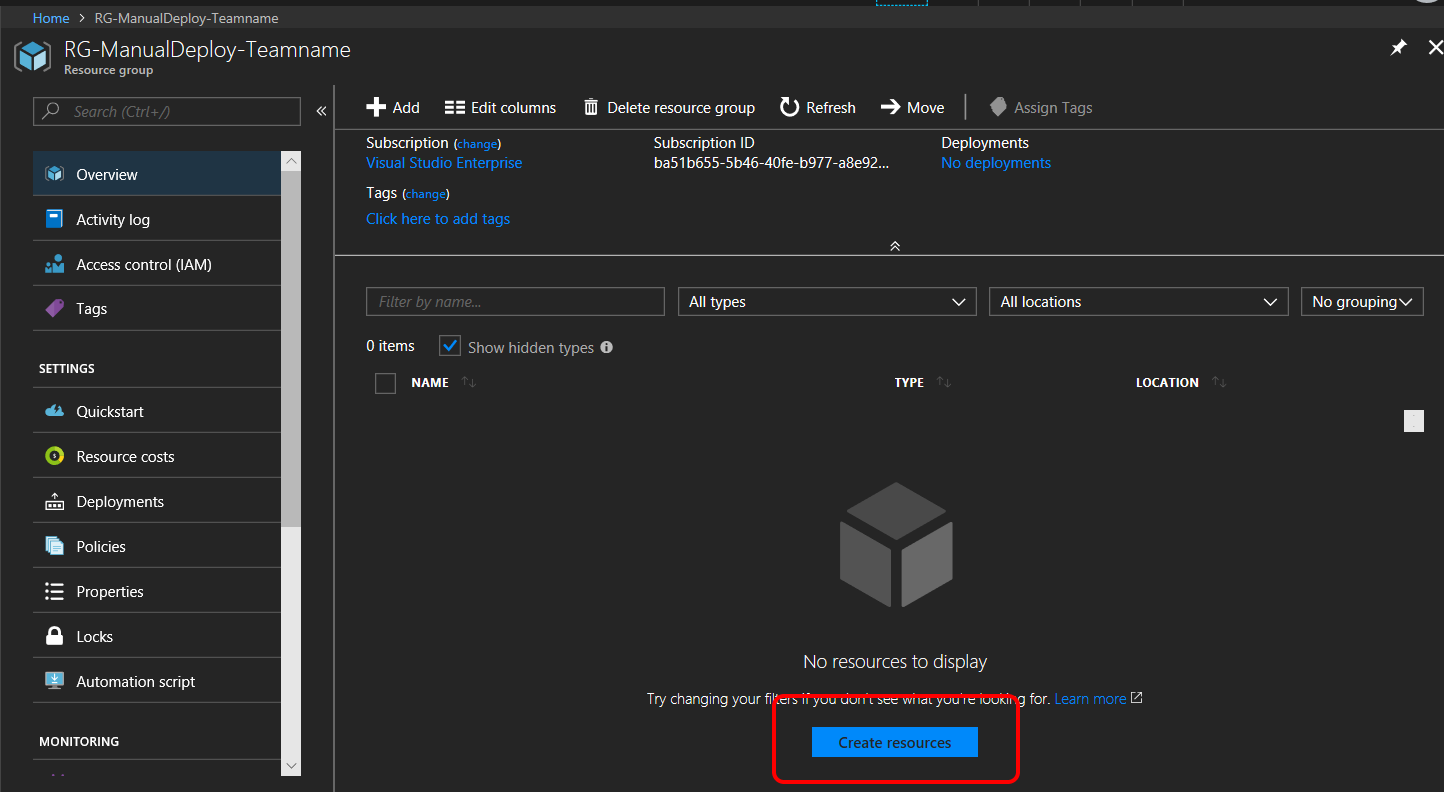 Home > RG-ManualDeploy-Teamname
RG-ManualDeploy-Teamname
Resource group
Search (Ctrl+/)
«
Overview
Activity log
Access control (IAM)
Tags
SETTINGS
Quickstart
Resource costs
Deployments
Policies
Properties
Locks
Automation script
MONITORING
Add Edit columns Delete resource group Refresh Move Assign Tags
Subscription (change) Subscription ID Deployments
Visual Studio Enterprise ba51b655-5b46-40fe-b977-a8e92... No deployments
Tags (change)
Click here to add tags
Filter by name... All types All locations No grouping
0 items Show hidden types
NAME TYPE LOCATION
No resources to display
Try changing your filters if you don't see what you're looking for. Learn more
Create resources